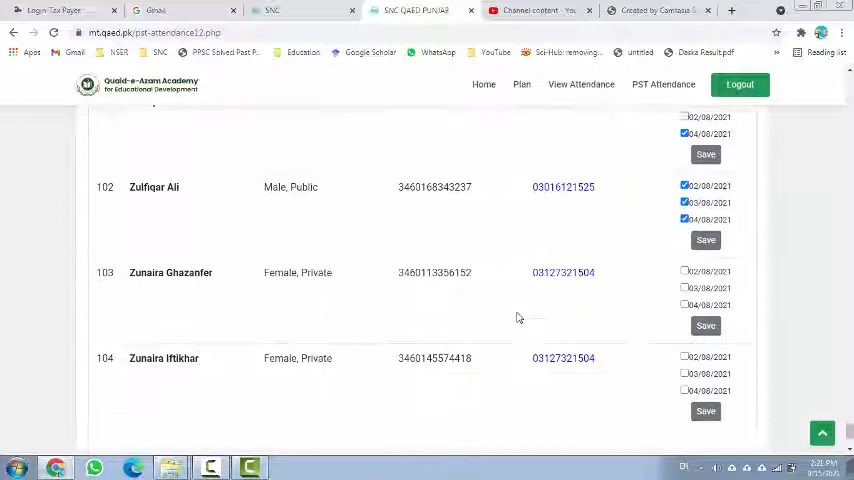 Login-Tax Payer
Gmail
SNC
SNC QAED PUNJAB
Channel content - You
Created by Camtasia S
mt.qaed.pk/pst-attendance12.php
Apps
Gmail
NSER
SNC
PPSC Solved Past P...
Education
Google Scholar
WhatsApp
YouTube
Sci-Hub: removing...
untitled
Daska Result.pdf
Reading list
Quaid-e-Azam Academy
for Educational Development
Home
Plan
View Attendance
PST Attendance
Logout
02/08/2021
04/08/2021
Save
102 Zulfiqar Ali Male, Public 3460168343237 03016121525
02/08/2021
03/08/2021
04/08/2021
Save
103 Zunaira Ghazanfer Female, Private 3460113356152 03127321504
02/08/2021
03/08/2021
04/08/2021
Save
104 Zunaira Iftikhar Female, Private 3460145574418 03127321504
02/08/2021
03/08/2021
04/08/2021
Save
EN
2:21 PM